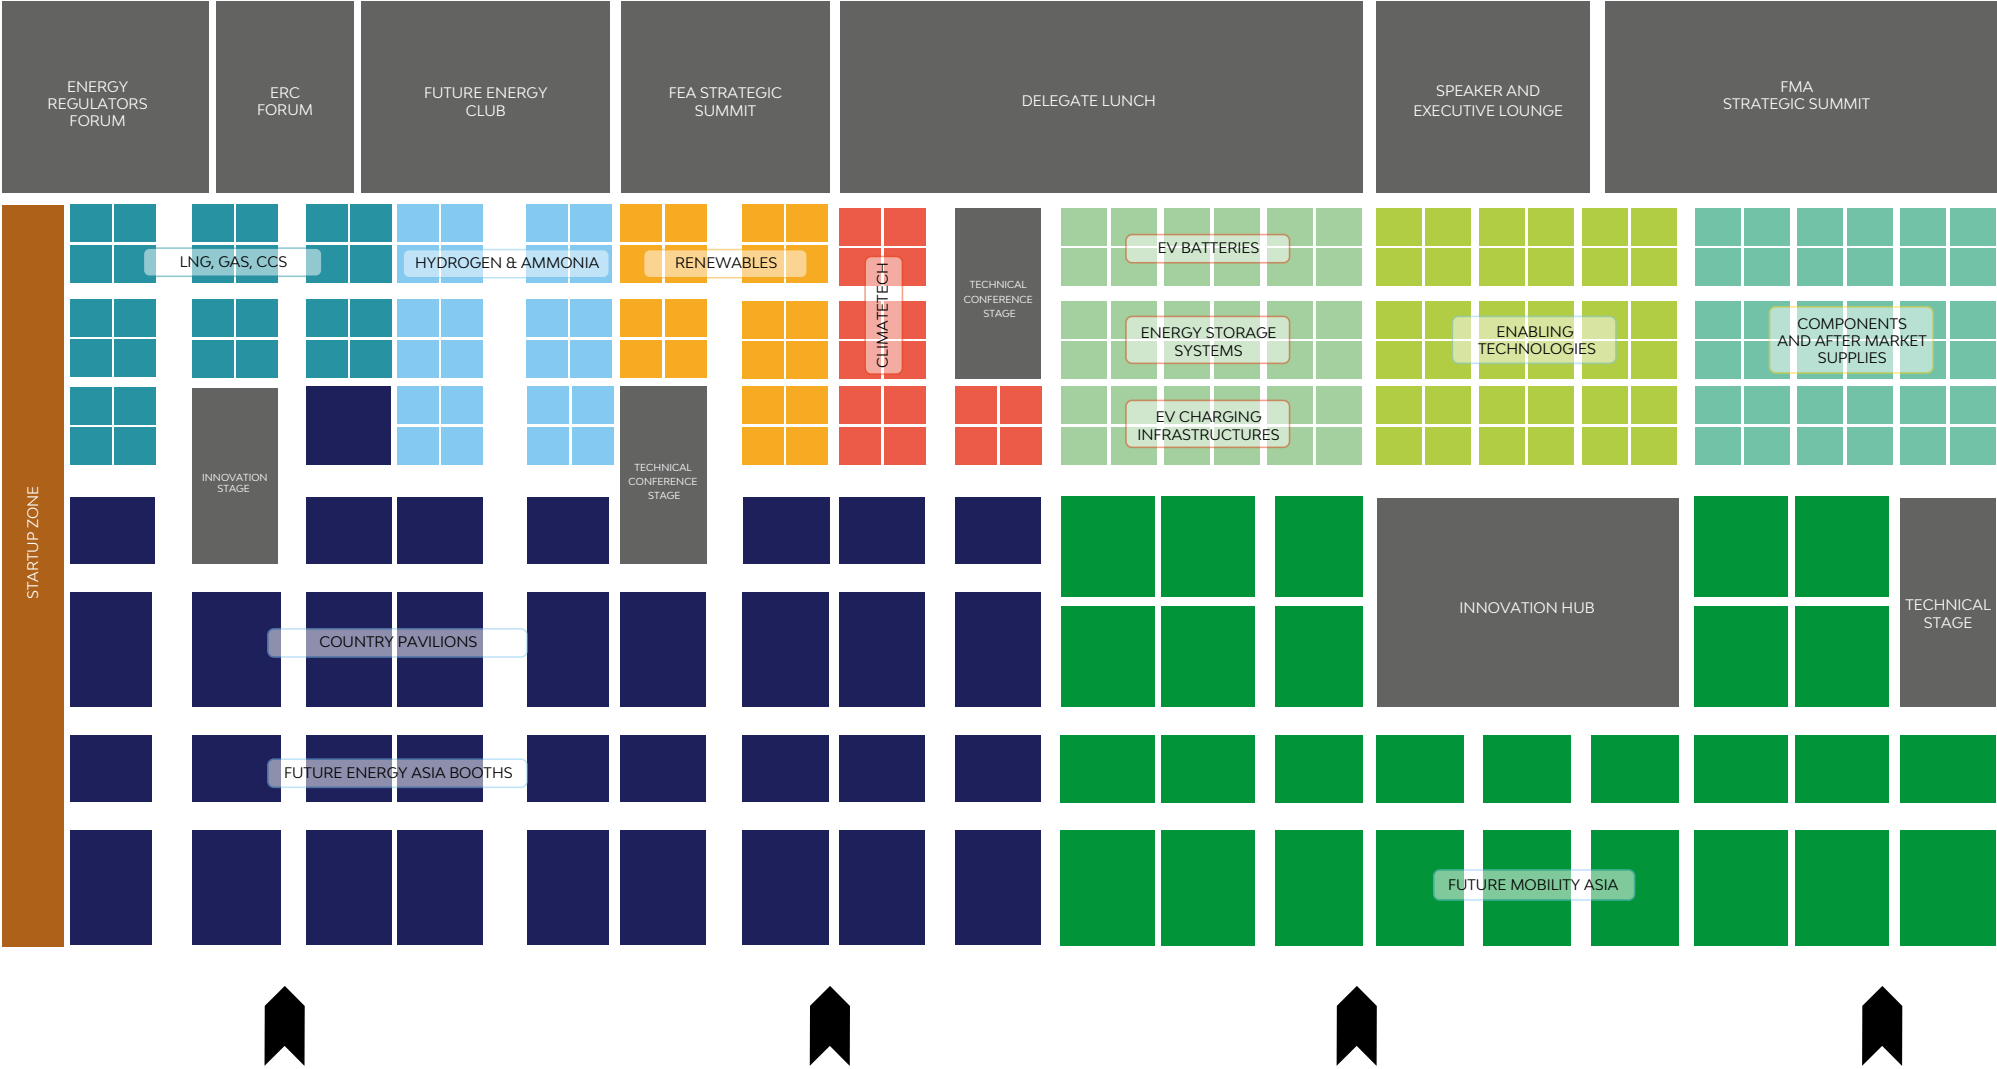 ENERGY
REGULATORS
FORUM
ERC
FORUM
FUTURE ENERGY
CLUB
FEA STRATEGIC
SUMMIT
DELEGATE LUNCH
SPEAKER AND
EXECUTIVE LOUNGE
FMA
STRATEGIC SUMMIT
STARTUP ZONE
LNG, GAS, CCS
HYDROGEN & AMMONIA
RENEWABLES
CLIMATETECH
TECHNICAL
CONFERENCE
STAGE
EV BATTERIES
ENERGY STORAGE
SYSTEMS
EV CHARGING
INFRASTRUCTURES
ENABLING
TECHNOLOGIES
COMPONENTS
AND AFTER MARKET
SUPPLIES
INNOVATION
STAGE
TECHNICAL
CONFERENCE
STAGE
INNOVATION HUB
TECHNICAL
STAGE
COUNTRY PAVILIONS
FUTURE ENERGY ASIA BOOTHS
FUTURE MOBILITY ASIA